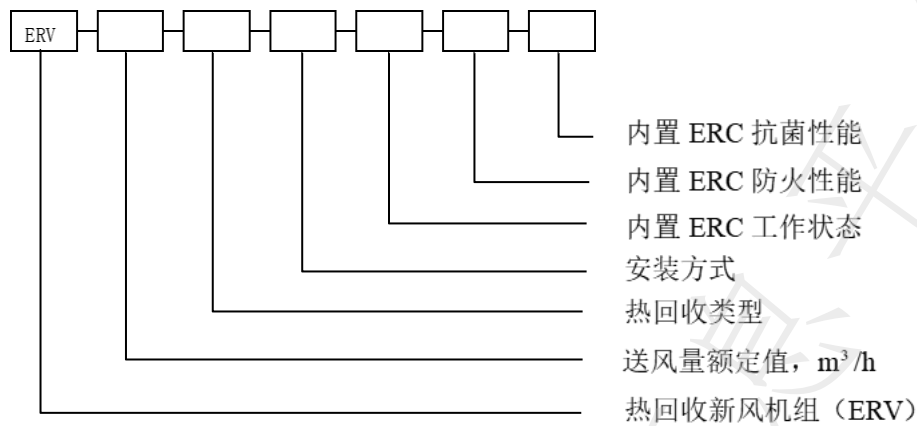 ERV
内置 ERC 抗菌性能
内置 ERC 防火性能
内置 ERC 工作状态
安装方式
热回收类型
送风量额定值，m³/h
热回收新风机组（ERV）